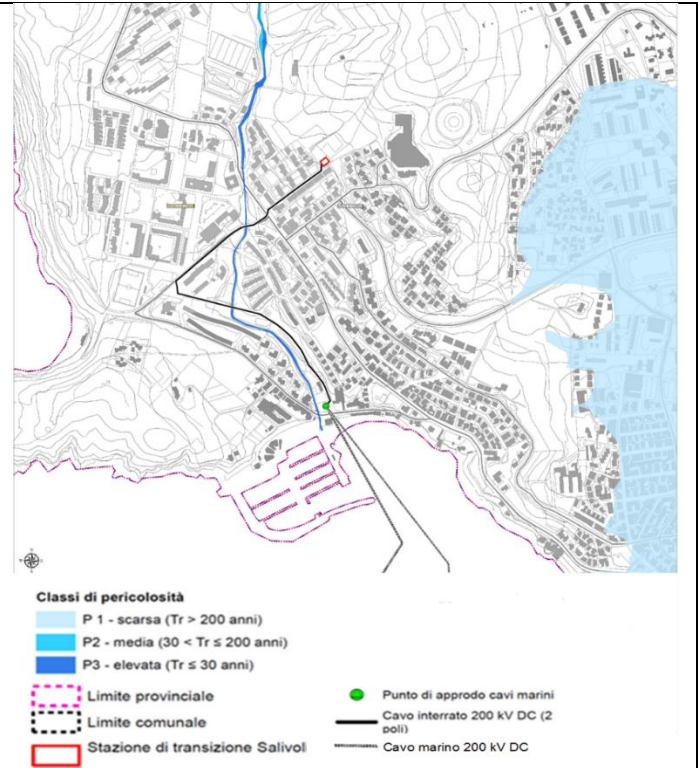 Classi di pericolosità
P 1 - scarsa (Tr > 200 anni)
P2 - media (30 < Tr ≤ 200 anni)
P3 - elevata (Tr ≤ 30 anni)
Limite provinciale
Limite comunale
Stazione di transizione Salivoli
Punto di approdo cavi marini
Cavo interrato 200 kV DC (2
poli)
Cavo marino 200 kV DC